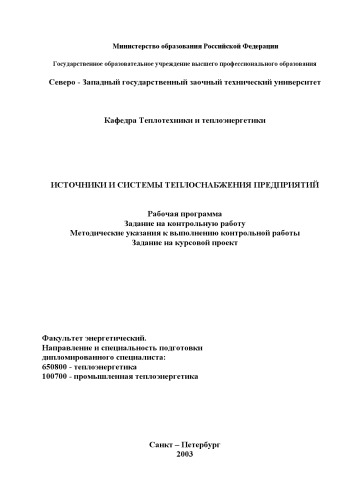 Министерство образования Российской Федерации
Государственное образовательное учреждение высшего профессионального образования
Северо - Западный государственный заочный технический университет
Кафедра Теплотехники и теплоэнергетики
ИСТОЧНИКИ И СИСТЕМЫ ТЕПЛОСНАБЖЕНИЯ ПРЕДПРИЯТИЙ
Рабочая программа
Задание на контрольную работу
Методические указания к выполнению контрольной работы
Задание на курсовой проект
Факультет энергетический.
Направление и специальность подготовки
дипломированного специалиста:
650800 - теплоэнергетика
100700 - промышленная теплоэнергетика
Санкт – Петербург
2003